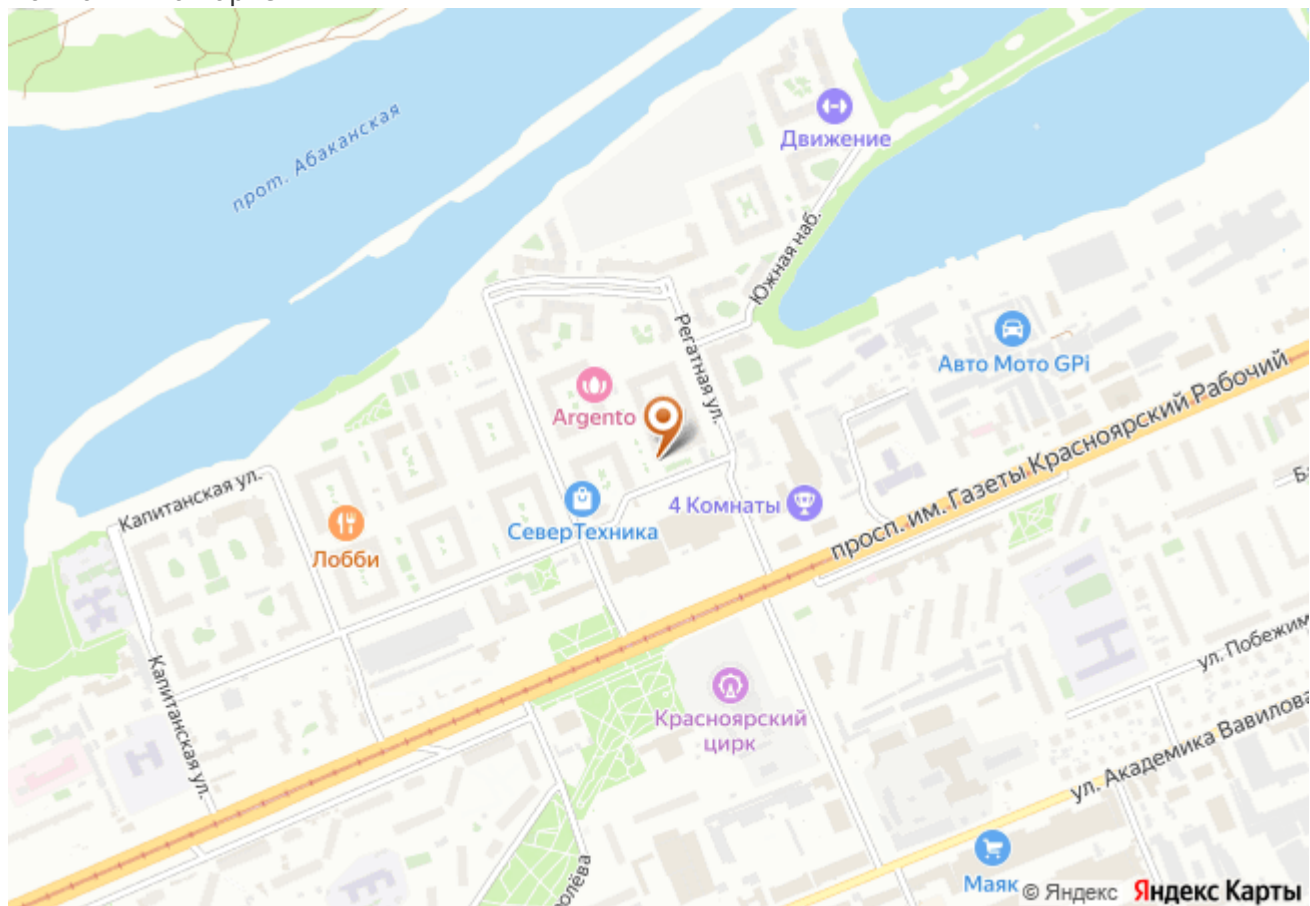 прот. Абаканская
Движение
Южная наб.
Регатная ул.
Авто Мото GPi
Argento
просп. им. Газеты Красноярский Рабочий
Капитанская ул.
4 Комнаты
СеверТехника
Лобби
ул. Побежим
Капитанская ул.
Красноярский
цирк
ул. Академика Вавилова
Маяк
© Яндекс Яндекс Карты